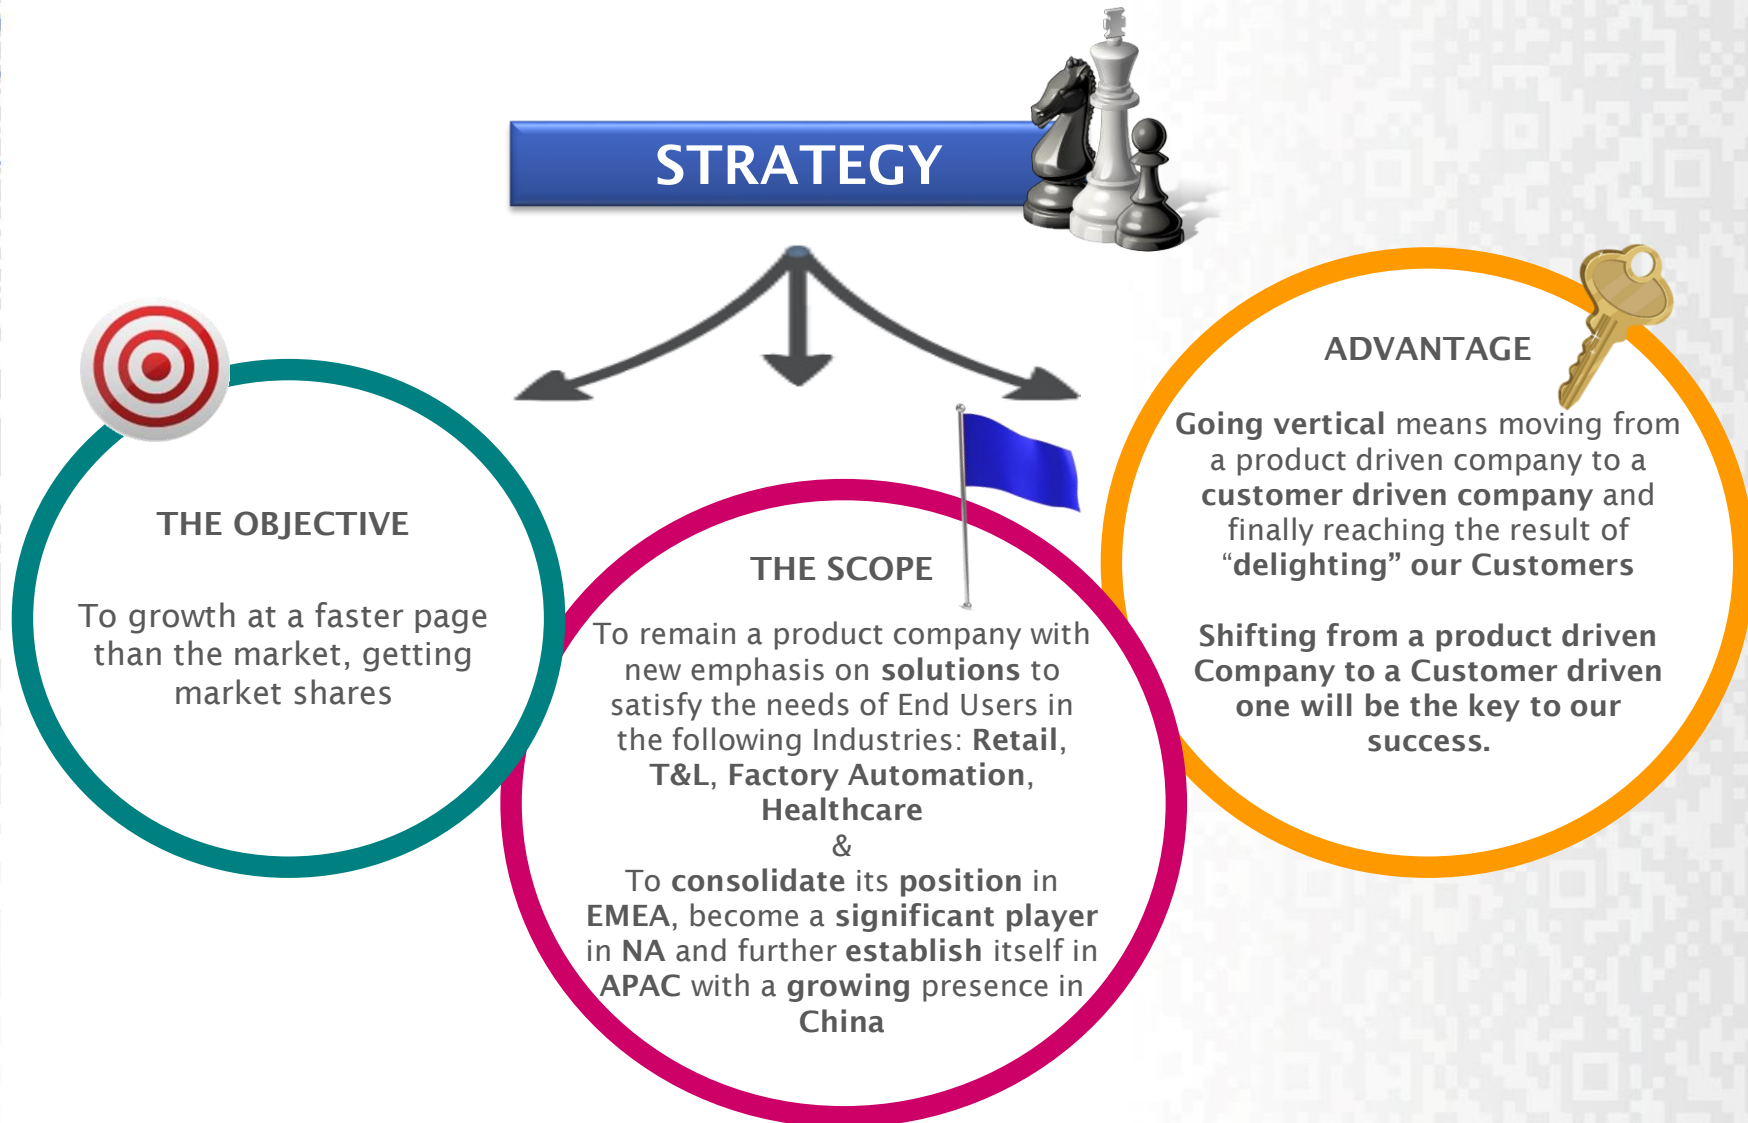 STRATEGY
THE OBJECTIVE
To growth at a faster page
than the market, getting
market shares
THE SCOPE
To remain a product company with
new emphasis on solutions to
satisfy the needs of End Users in
the following Industries: Retail,
T&L, Factory Automation,
Healthcare
&
To consolidate its position in
EMEA, become a significant player
in NA and further establish itself in
APAC with a growing presence in
China
ADVANTAGE
Going vertical means moving from
a product driven company to a
customer driven company and
finally reaching the result of
“delighting” our Customers
Shifting from a product driven
Company to a Customer driven
one will be the key to our
success.